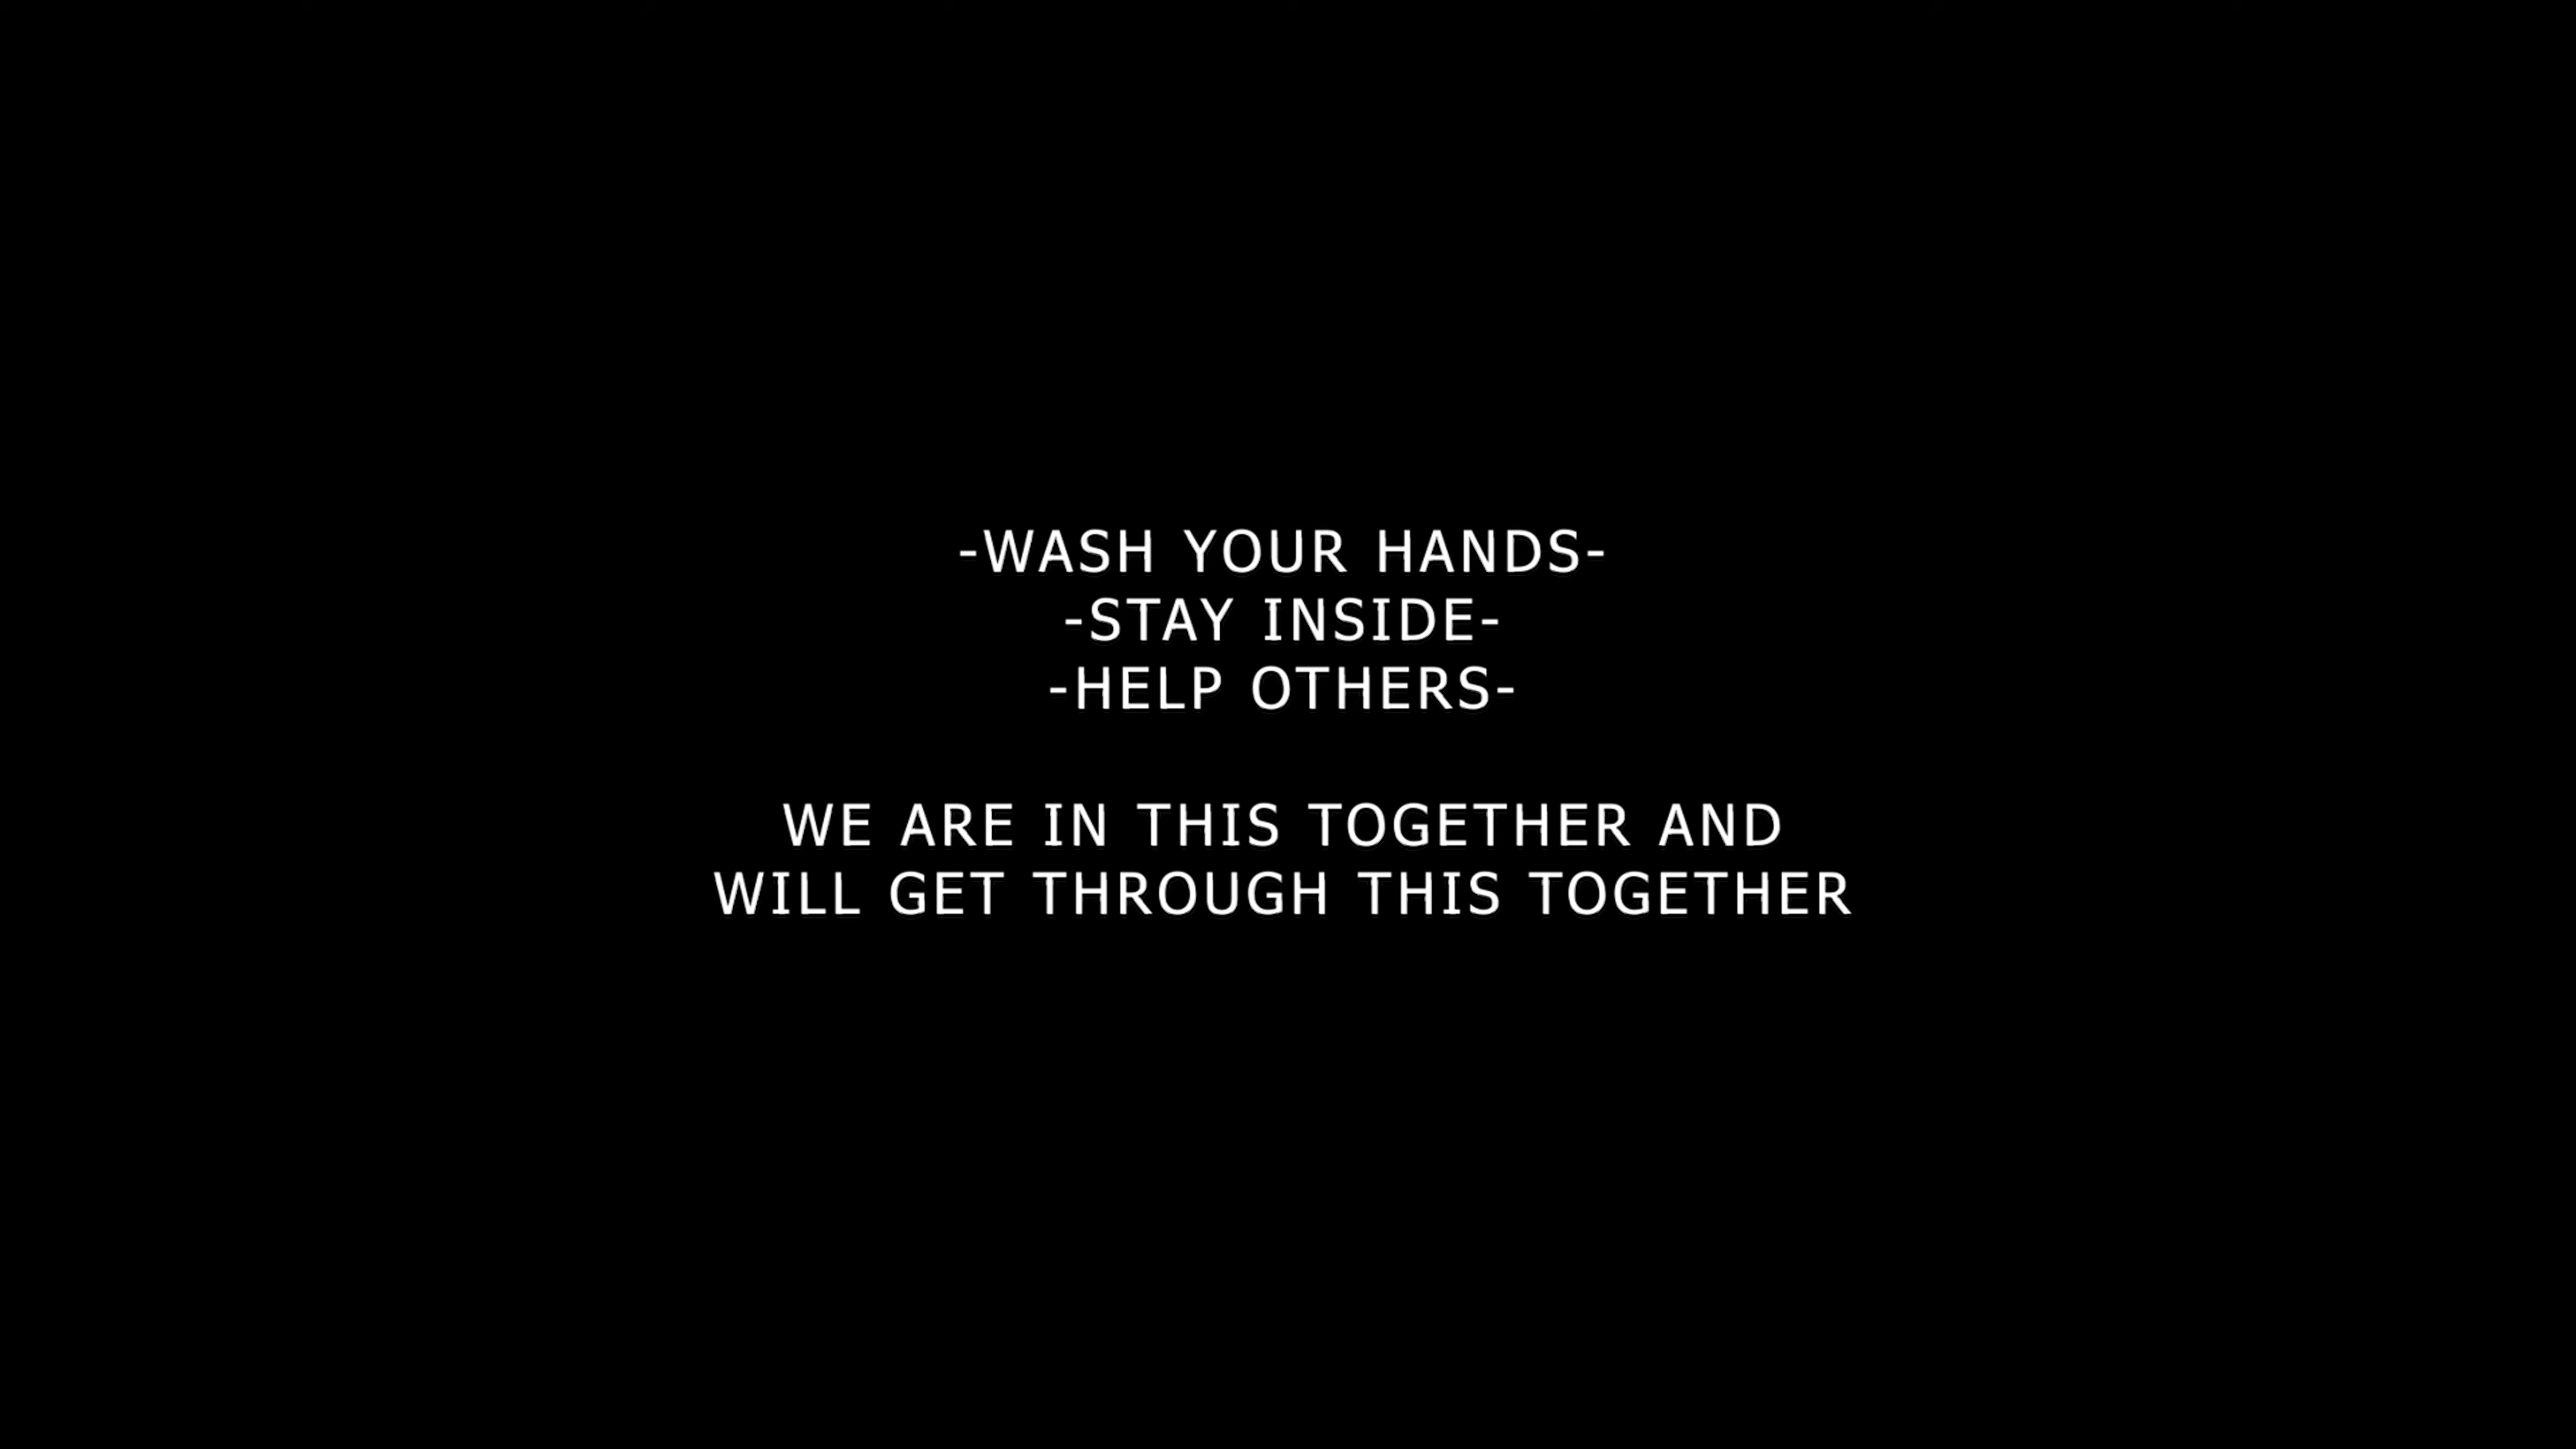 -WASH YOUR HANDS-
-STAY INSIDE-
-HELP OTHERS-
WE ARE IN THIS TOGETHER AND
WILL GET THROUGH THIS TOGETHER